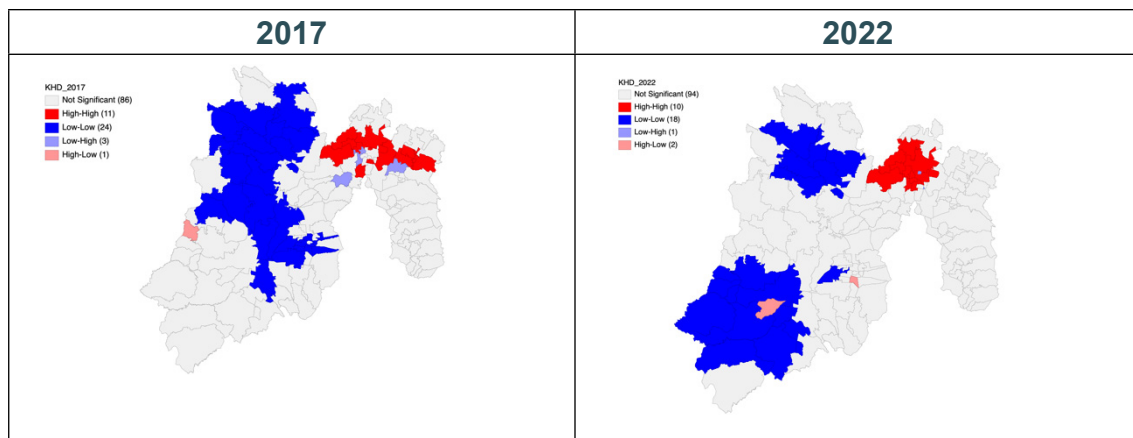 2017
2022
KHD_2017
Not Significant (86)
High-High (11)
Low-Low (24)
Low-High (3)
High-Low (1)
KHD_2022
Not Significant (94)
High-High (10)
Low-Low (18)
Low-High (1)
High-Low (2)